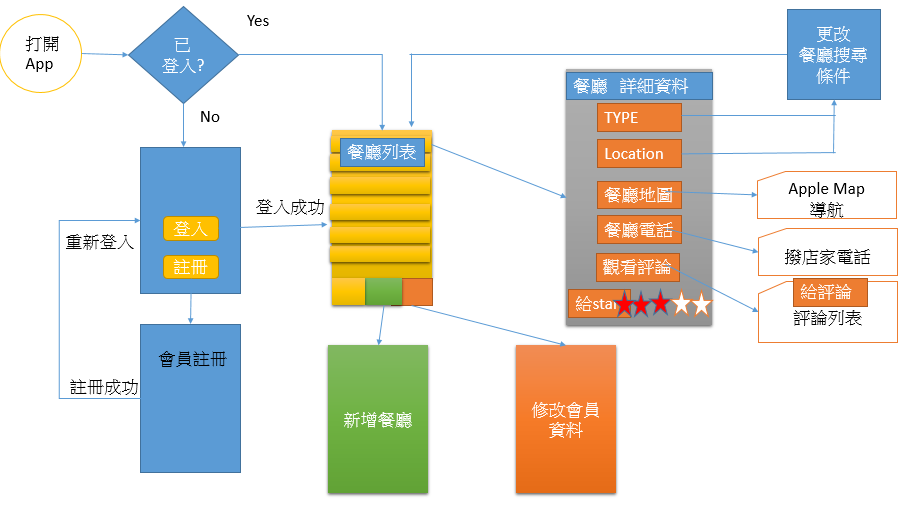 打開
App
已
登入?
Yes
No
更改
餐廳搜尋
條件
餐廳 詳細資料
TYPE
Location
餐廳地圖
餐廳電話
觀看評論
給star
Apple Map
導航
撥店家電話
給評論
評論列表
餐廳列表
登入成功
登入
註冊
重新登入
會員註冊
註冊成功
新增餐廳
修改會員
資料